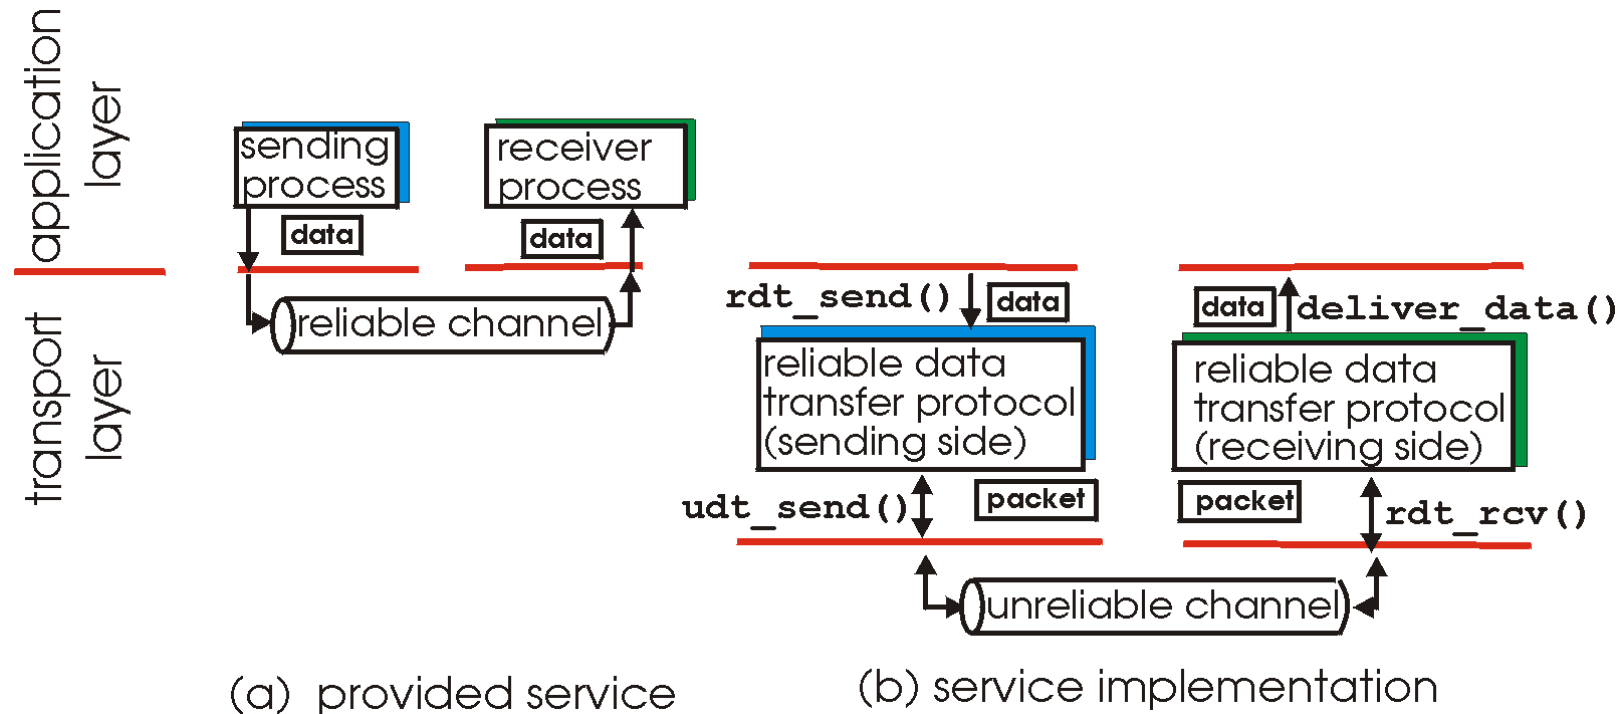 application
layer
transport
layer
sending
process
data
receiver
process
data
reliable channel
(a) provided service
rdt_send()
data
reliable data
transfer protocol
(sending side)
udt_send()
packet
data
deliver_data()
reliable data
transfer protocol
(receiving side)
packet
rdt_rcv()
unreliable channel
(b) service implementation